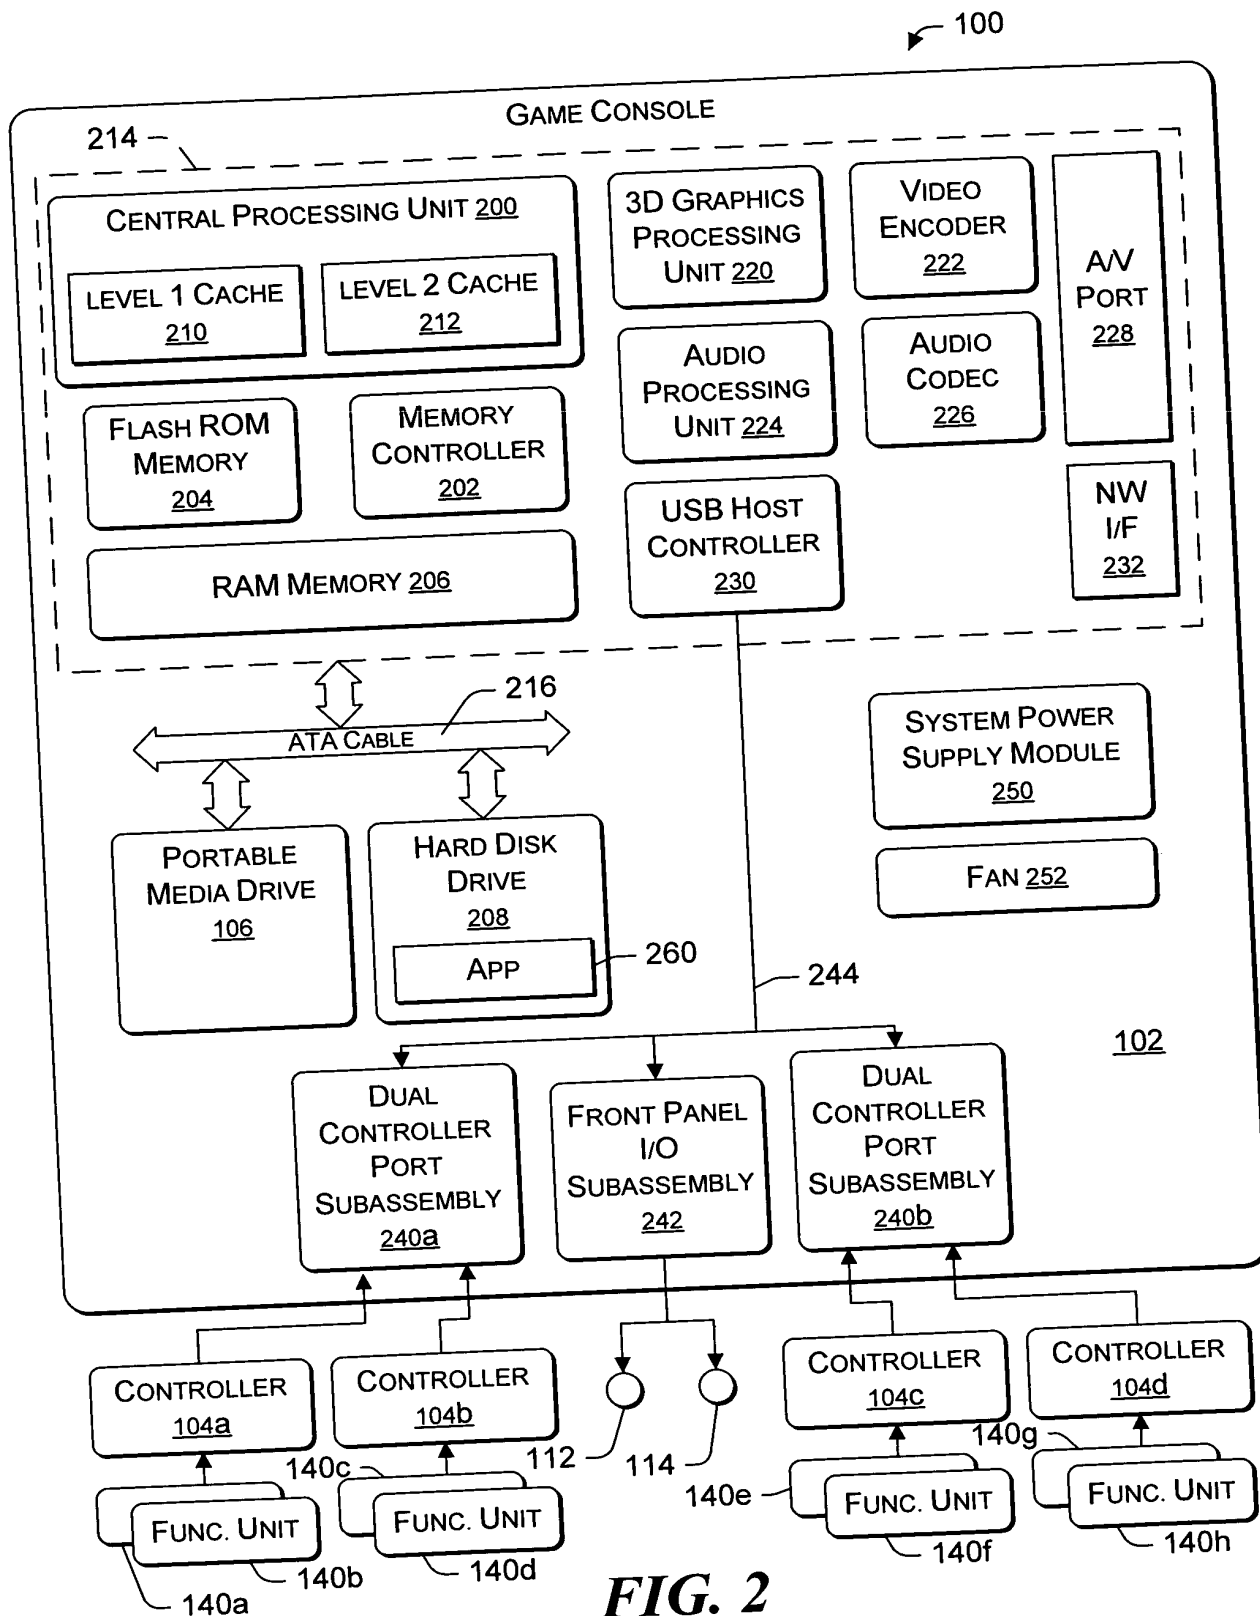 100
GAME CONSOLE
214
CENTRAL PROCESSING UNIT 200
LEVEL 1 CACHE
210
LEVEL 2 CACHE
212
3D GRAPHICS
PROCESSING
UNIT 220
VIDEO
ENCODER
222
A/V
PORT
228
FLASH ROM
MEMORY
204
MEMORY
CONTROLLER
202
AUDIO
PROCESSING
UNIT 224
AUDIO
CODEC
226
RAM MEMORY 206
USB HOST
CONTROLLER
230
NW
I/F
232
216
ATA CABLE
SYSTEM POWER
SUPPLY MODULE
250
PORTABLE
MEDIA DRIVE
106
HARD DISK
DRIVE
208
APP
260
FAN 252
244
102
DUAL
CONTROLLER
PORT
SUBASSEMBLY
240a
FRONT PANEL
I/O
SUBASSEMBLY
242
DUAL
CONTROLLER
PORT
SUBASSEMBLY
240b
CONTROLLER
104a
CONTROLLER
104b
CONTROLLER
104c
CONTROLLER
104d
112
114
140c
140e
140g
FUNC. UNIT
FUNC. UNIT
FUNC. UNIT
FUNC. UNIT
140a
140b
140d
140f
140h
FIG. 2